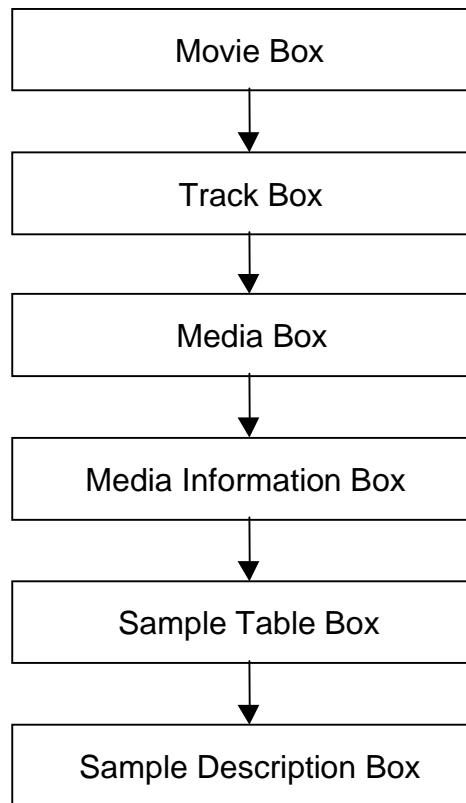 Movie Box
Track Box
Media Box
Media Information Box
Sample Table Box
Sample Description Box